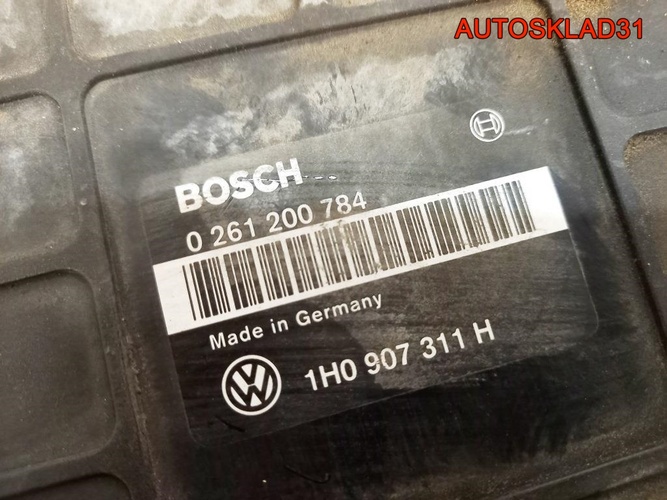 AUTOSKLAD31
BOSCH
0 261 200 784
Made in Germany
1H0 907 311 H